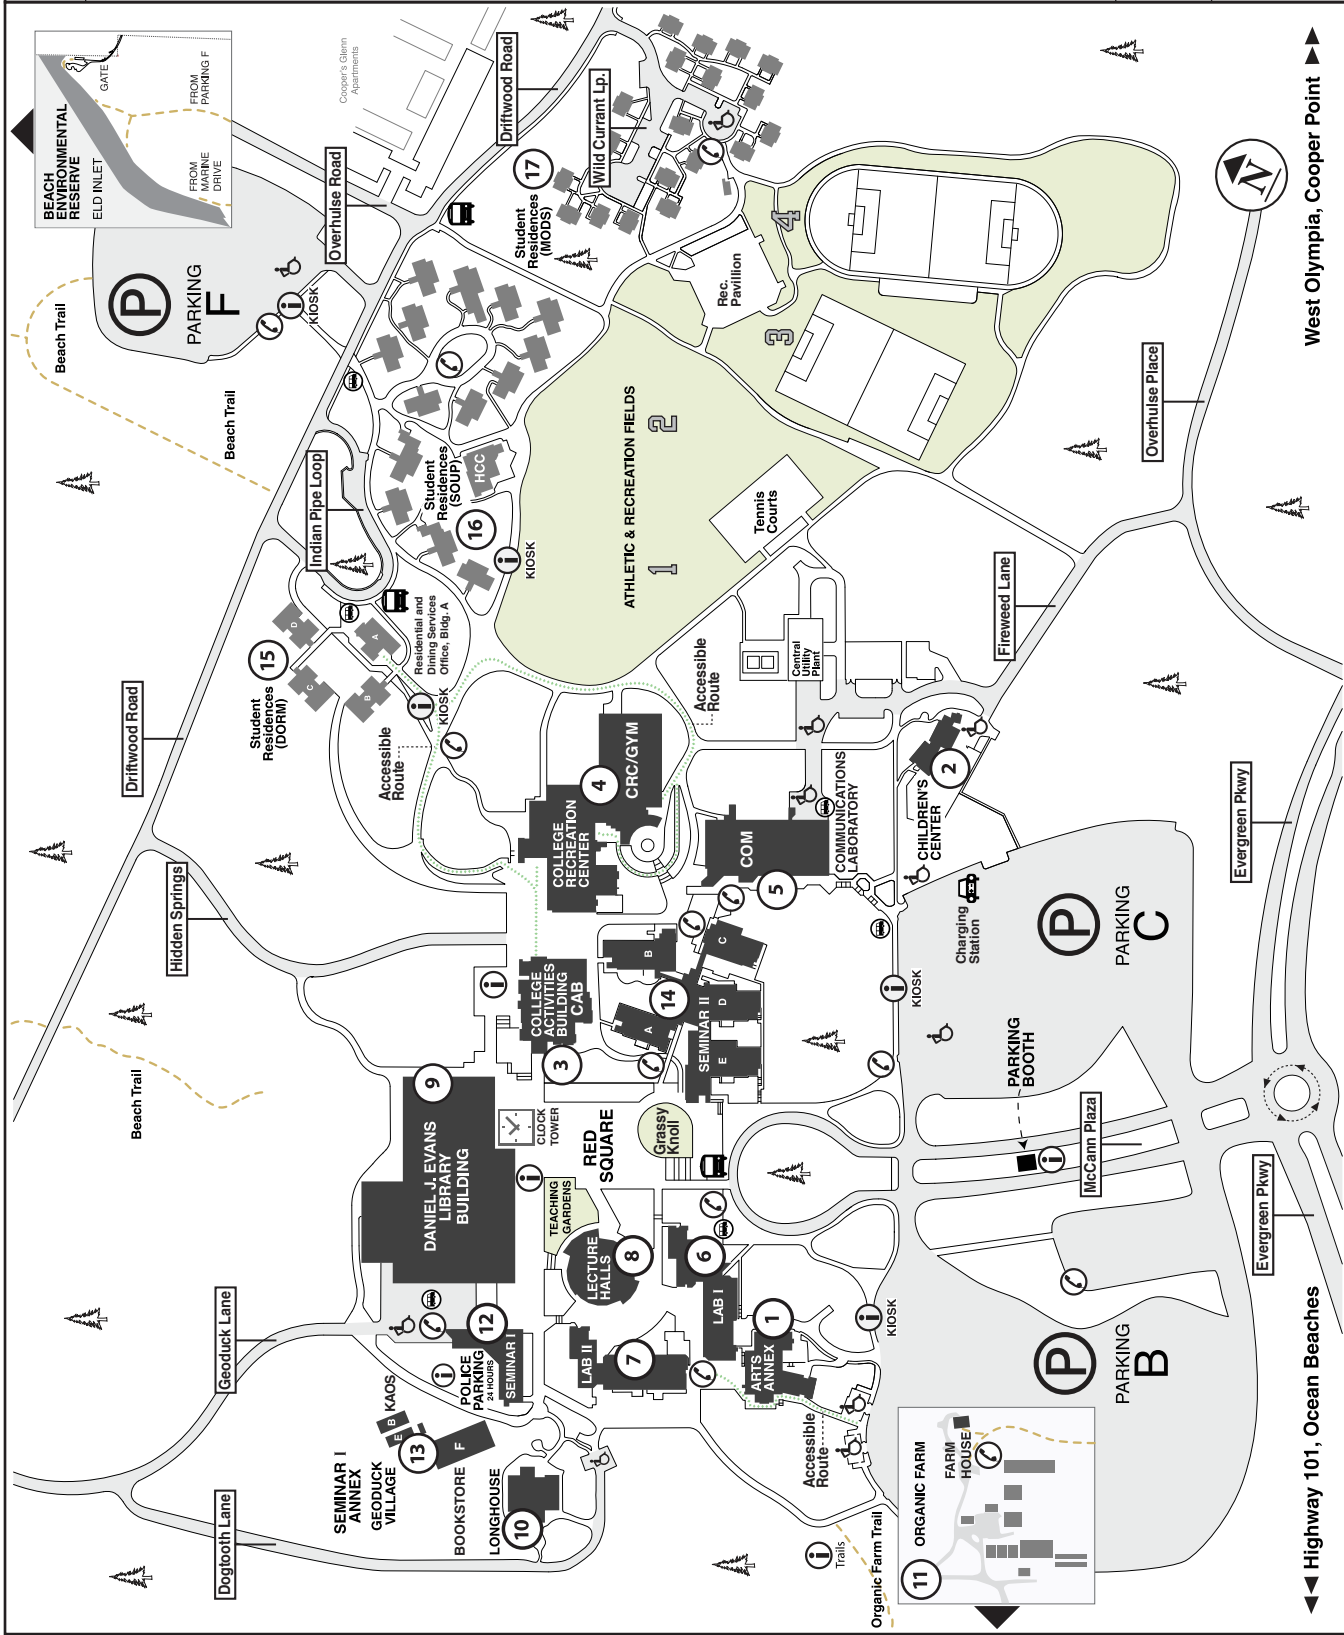 BEACH
ENVIRONMENTAL
RESERVE
ELD INLET
GATE
FROM
MARINE
DRIVE
FROM
PARKING F
Cooper's Glenn
Apartments
Driftwood Road
Overhulse Road
Wild Currant Lp.
17
Student
Residences
(MODS)
P
PARKING
F
i
KIOSK
Beach Trail
Beach Trail
Rec.
Pavillion
4
3
2
1
ATHLETIC & RECREATION FIELDS
Tennis
Courts
N
West Olympia, Cooper Point
Overhulse Place
Indian Pipe Loop
Student
Residences
(SOUP)
HCC
16
i
KIOSK
15
Student
Residences
(DORM)
A
B
C
D
Residential and
Dining Services
Office, Bldg. A
i
KIOSK
Accessible
Route
Driftwood Road
Accessible
Route
Central
Utility
Plant
Fireweed Lane
4
CRC/GYM
COLLEGE
RECREATION
CENTER
COM
5
COMMUNICATIONS
LABORATORY
2
CHILDREN'S
CENTER
Evergreen Pkwy
Charging
Station
P
PARKING
C
Hidden Springs
i
COLLEGE
ACTIVITIES
BUILDING
CAB
3
14
SEMINAR II
A
B
C
D
E
i
KIOSK
PARKING
BOOTH
i
McCann Plaza
Beach Trail
9
DANIEL J. EVANS
LIBRARY
BUILDING
CLOCK
TOWER
RED
SQUARE
Grassy
Knoll
i
TEACHING
GARDENS
LECTURE
HALLS
8
6
LAB I
LAB II
7
1
ARTS
ANNEX
i
KIOSK
Evergreen Pkwy
P
PARKING
B
Geoduck Lane
12
SEMINAR I
i
POLICE
PARKING
24 HOURS
KAOS
B
E
F
13
SEMINAR I
ANNEX
GEODUCK
VILLAGE
BOOKSTORE
LONGHOUSE
10
Dogtooth Lane
Accessible
Route
i
Trails
Organic Farm Trail
11
ORGANIC FARM
FARM
HOUSE
Highway 101, Ocean Beaches